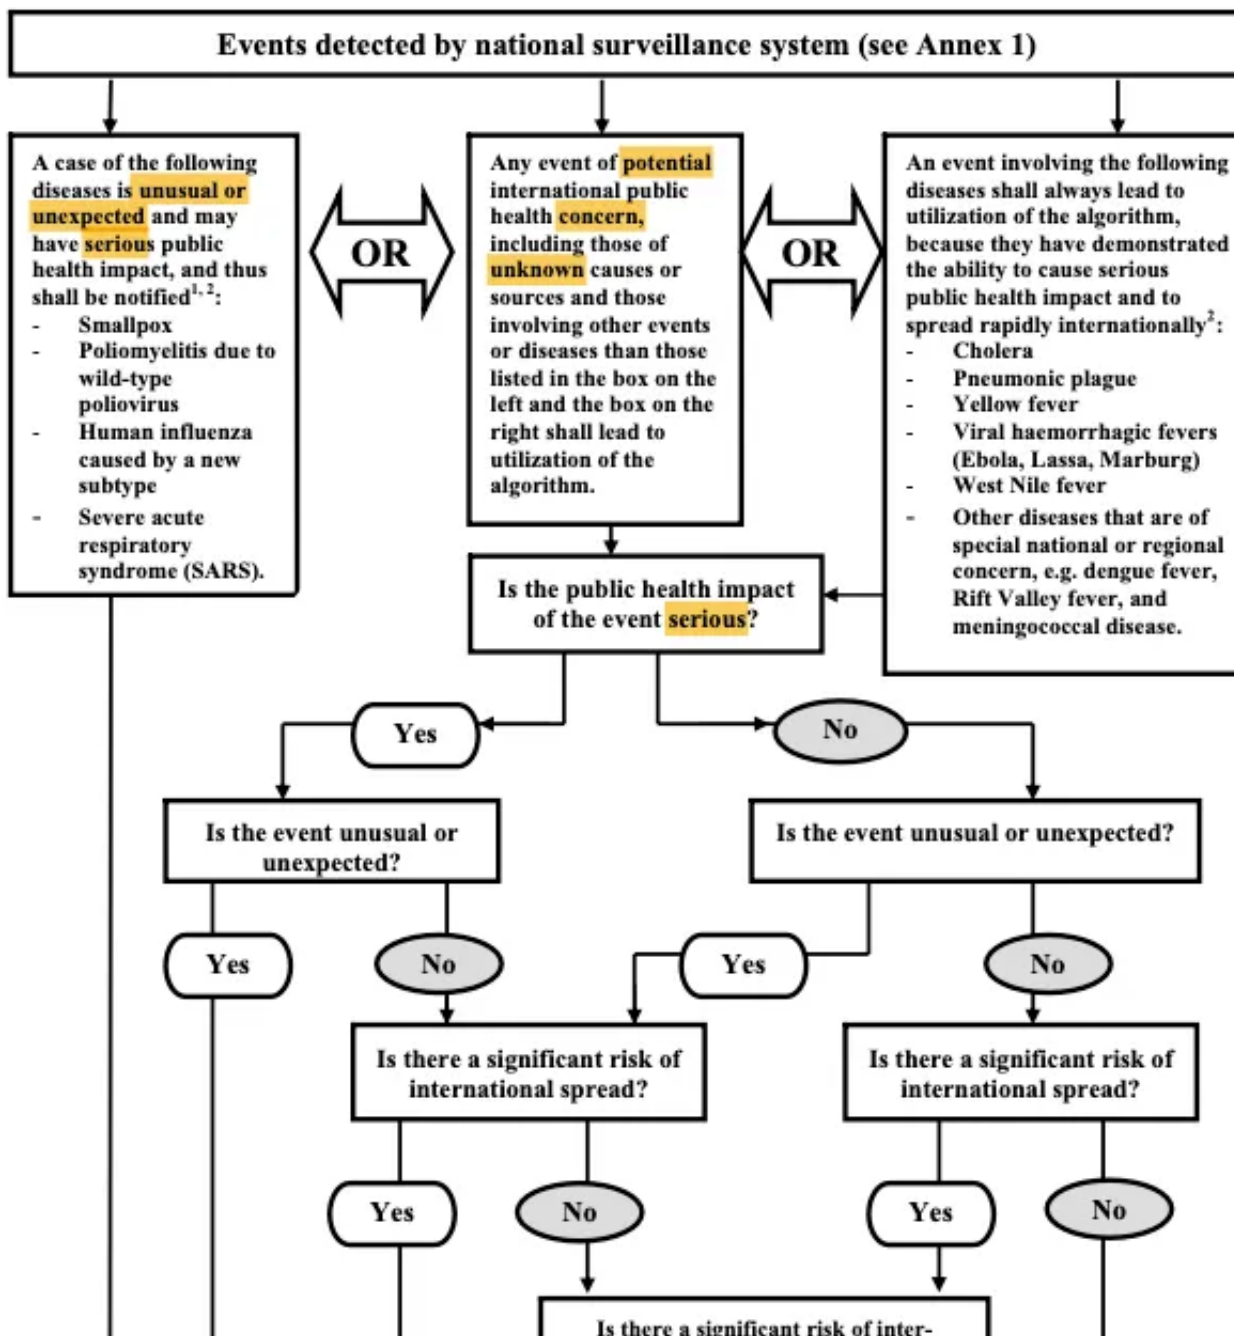 Events detected by national surveillance system (see Annex 1)
A case of the following
diseases is unusual or
unexpected and may
have serious public
health impact, and thus
shall be notified1, 2:
- Smallpox
- Poliomyelitis due to
wild-type
poliovirus
- Human influenza
caused by a new
subtype
- Severe acute
respiratory
syndrome (SARS).
OR
Any event of potential
international public
health concern,
including those of
unknown causes or
sources and those
involving other events
or diseases than those
listed in the box on the
left and the box on the
right shall lead to
utilization of the
algorithm.
OR
An event involving the following
diseases shall always lead to
utilization of the algorithm,
because they have demonstrated
the ability to cause serious
public health impact and to
spread rapidly internationally2:
- Cholera
- Pneumonic plague
- Yellow fever
- Viral haemorrhagic fevers
(Ebola, Lassa, Marburg)
- West Nile fever
- Other diseases that are of
special national or regional
concern, e.g. dengue fever,
Rift Valley fever, and
meningococcal disease.
Is the public health impact
of the event serious?
Yes
No
Is the event unusual or
unexpected?
Is the event unusual or unexpected?
Yes
No
Yes
No
Is there a significant risk of
international spread?
Is there a significant risk of
international spread?
Yes
No
Yes
No
Is there a significant risk of inter-